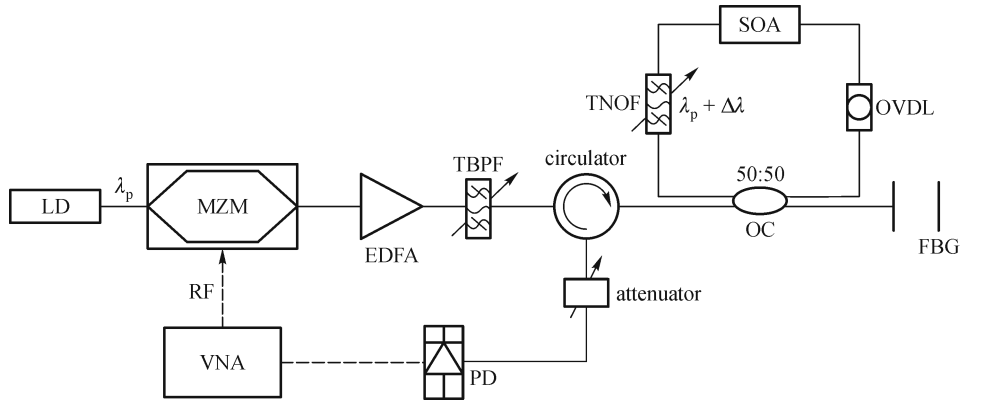 SOA
TNOF
λp + Δλ
OVDL
TBPF
circulator
50:50
LD
λp
MZM
EDFA
OC
FBG
RF
attenuator
VNA
PD